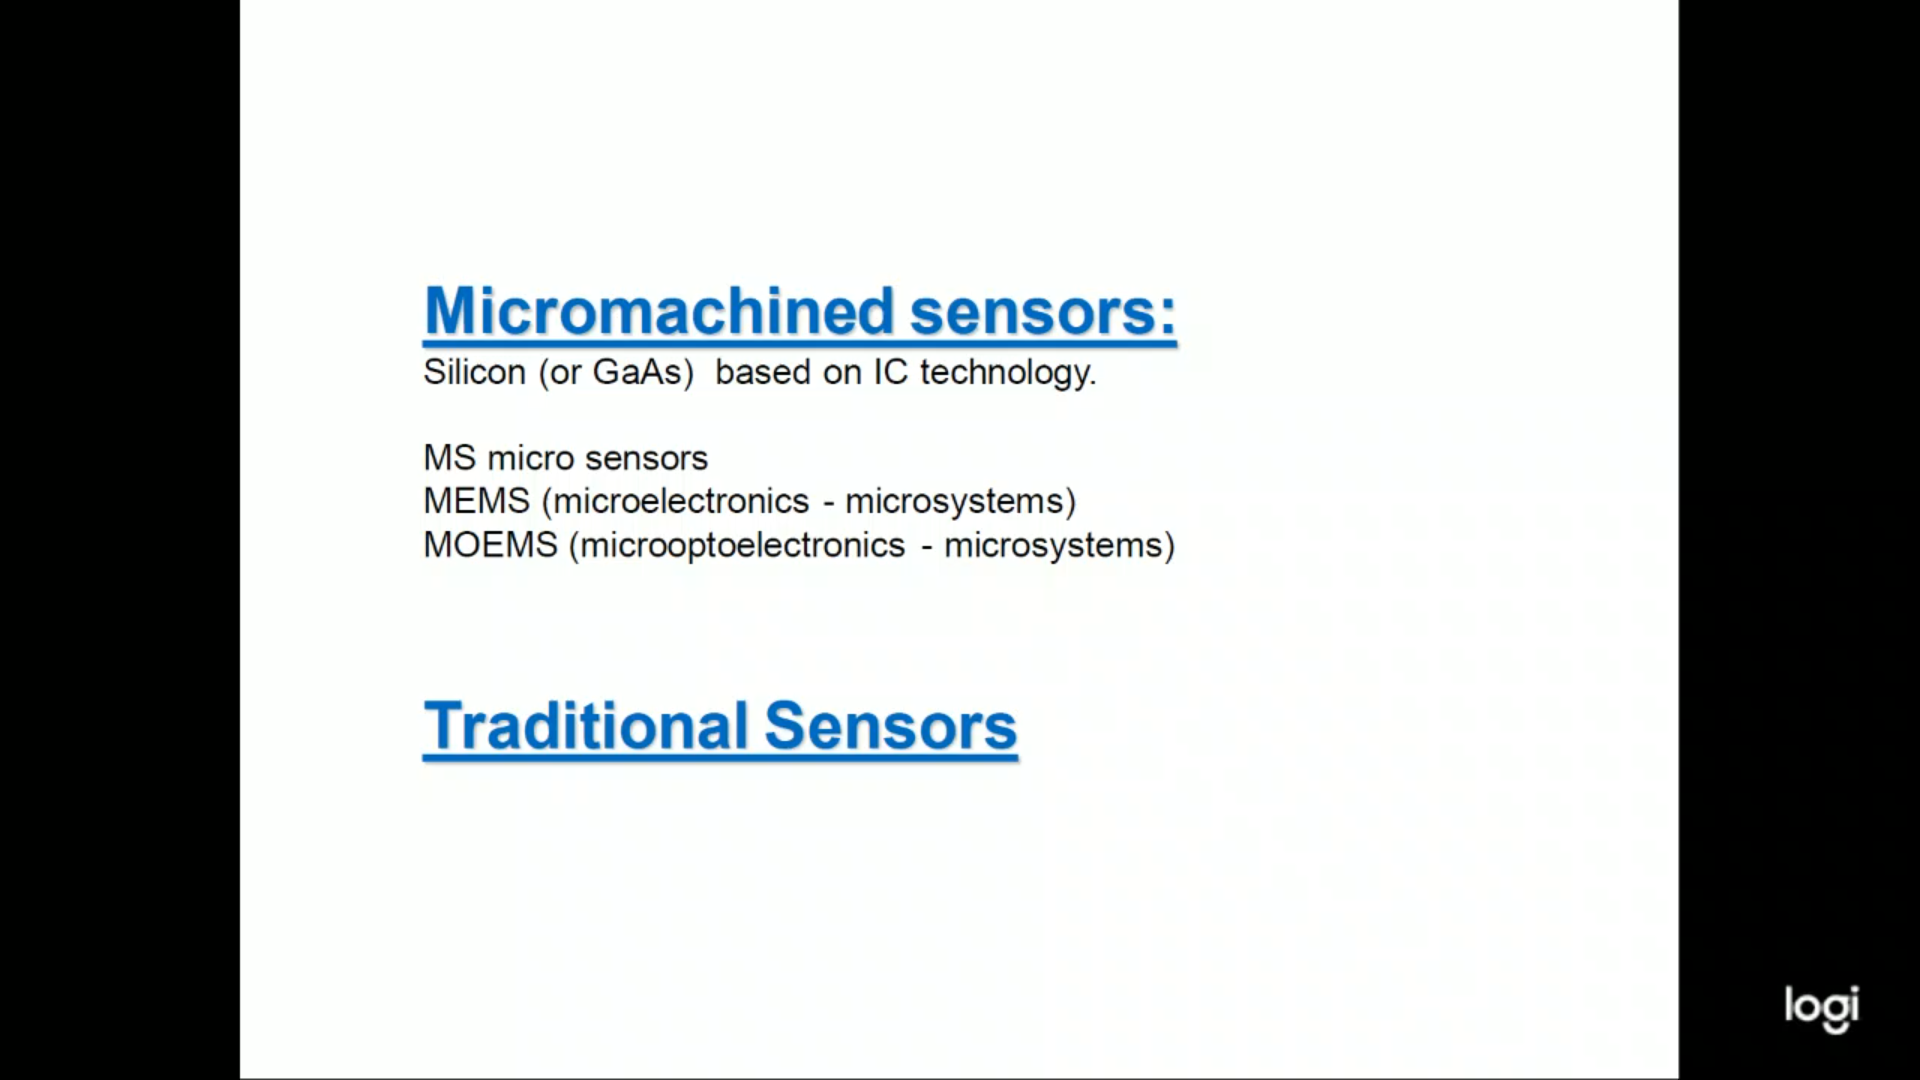 Micromachined sensors:
Silicon (or GaAs)  based on IC technology.
MS micro sensors
MEMS (microelectronics - microsystems)
MOEMS (microoptoelectronics - microsystems)
Traditional Sensors
logi